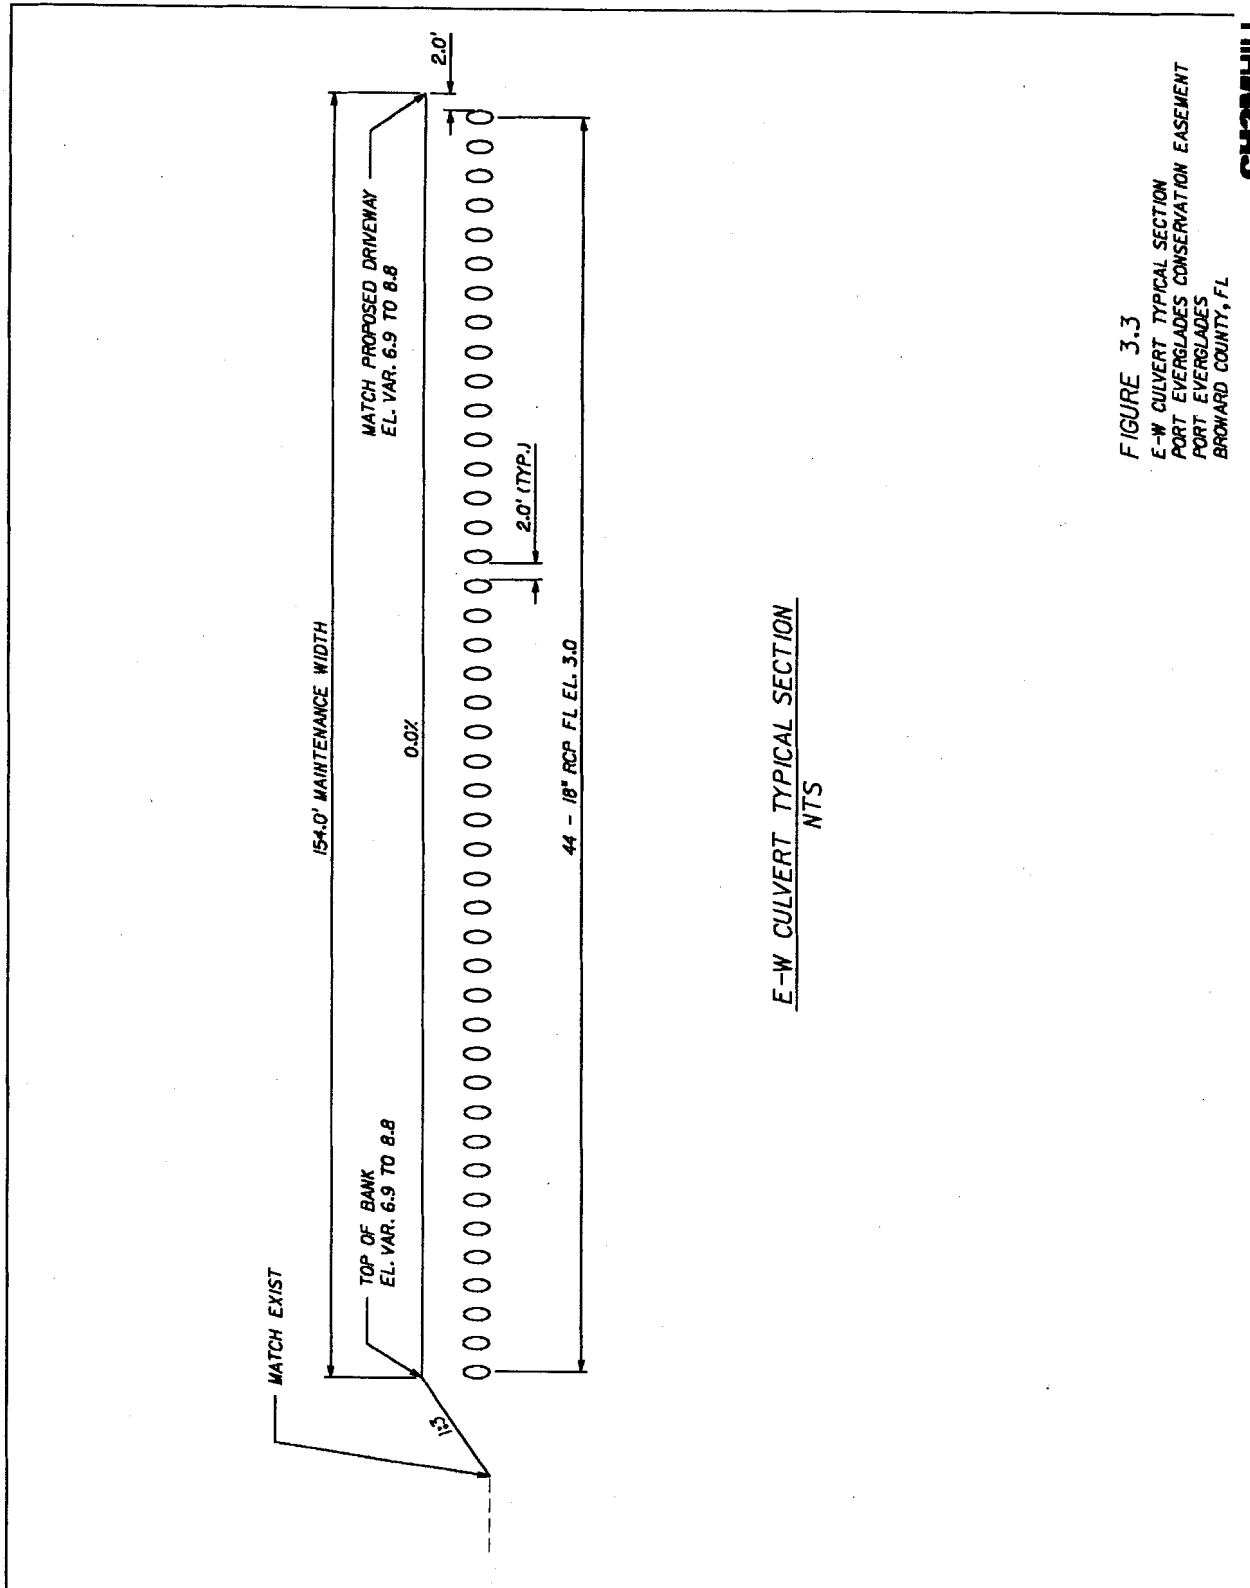 MATCH EXIST
154.0' MAINTENANCE WIDTH
TOP OF BANK
EL. VAR. 6.9 TO 8.8
MATCH PROPOSED DRIVEWAY
EL. VAR. 6.9 TO 8.8
2.0'
1:3
0.0%
2.0' (TYP.)
44 - 18" RCP FL EL. 3.0
E-W CULVERT TYPICAL SECTION
NTS
FIGURE 3.3
E-W CULVERT TYPICAL SECTION
PORT EVERGLADES CONSERVATION EASEMENT
PORT EVERGLADES
BROWARD COUNTY, FL